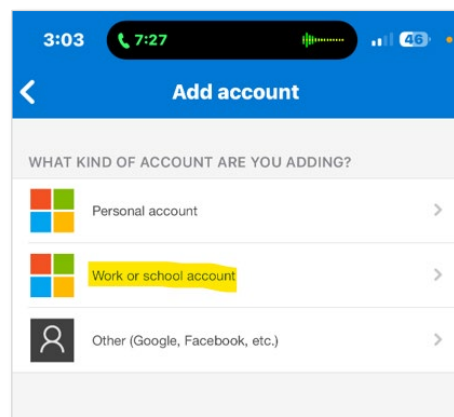 3:03 7:27 46
Add account
WHAT KIND OF ACCOUNT ARE YOU ADDING?
Personal account
Work or school account
Other (Google, Facebook, etc.)